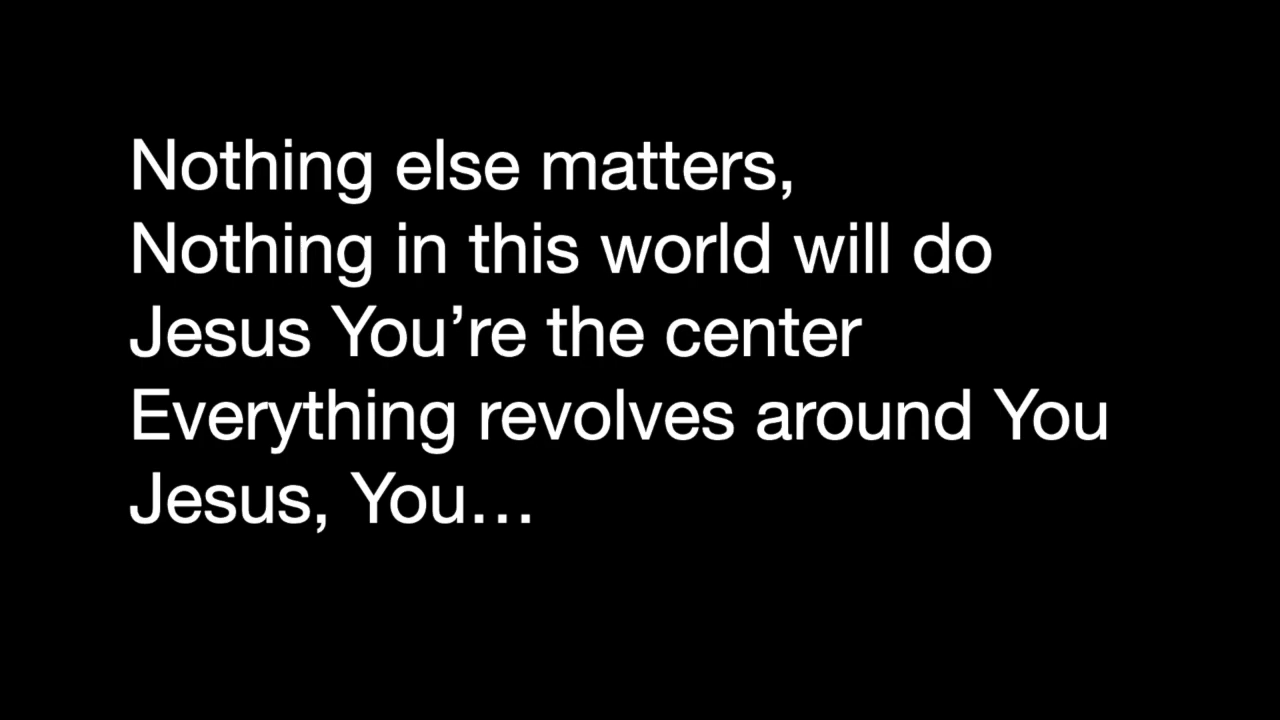 Nothing else matters,
Nothing in this world will do
Jesus You’re the center
Everything revolves around You
Jesus, You…